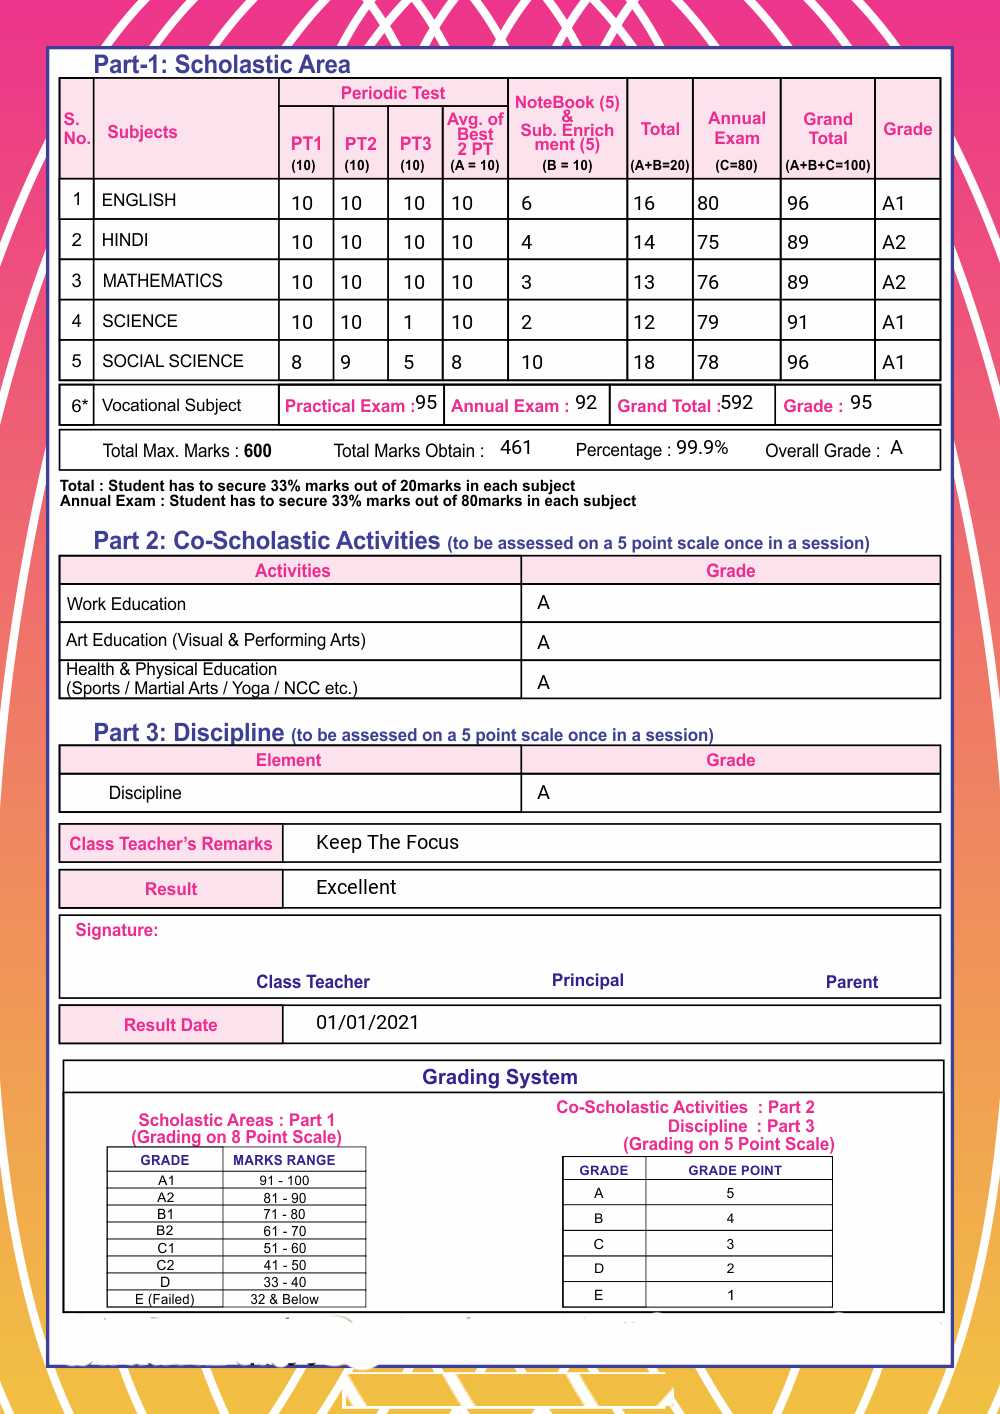 Part-1: Scholastic Area
S. No. Subjects Periodic Test NoteBook (5) & Sub. Enrich ment (5) Total Annual Exam Grand Total Grade
PT1 PT2 PT3 Avg. of Best 2 PT
(10) (10) (10) (A = 10) (B = 10) (A+B=20) (C=80) (A+B+C=100)
1 ENGLISH 10 10 10 10 6 16 80 96 A1
2 HINDI 10 10 10 10 4 14 75 89 A2
3 MATHEMATICS 10 10 10 10 3 13 76 89 A2
4 SCIENCE 10 10 1 10 2 12 79 91 A1
5 SOCIAL SCIENCE 8 9 5 8 10 18 78 96 A1
6* Vocational Subject Practical Exam :95 Annual Exam : 92 Grand Total :592 Grade : 95
Total Max. Marks : 600 Total Marks Obtain : 461 Percentage : 99.9% Overall Grade : A
Total : Student has to secure 33% marks out of 20marks in each subject
Annual Exam : Student has to secure 33% marks out of 80marks in each subject
Part 2: Co-Scholastic Activities (to be assessed on a 5 point scale once in a session)
Activities Grade
Work Education A
Art Education (Visual & Performing Arts) A
Health & Physical Education
(Sports / Martial Arts / Yoga / NCC etc.) A
Part 3: Discipline (to be assessed on a 5 point scale once in a session)
Element Grade
Discipline A
Class Teacher's Remarks Keep The Focus
Result Excellent
Signature:
Class Teacher Principal Parent
Result Date 01/01/2021
Grading System
Scholastic Areas : Part 1
(Grading on 8 Point Scale)
GRADE MARKS RANGE
A1 91 - 100
A2 81 - 90
B1 71 - 80
B2 61 - 70
C1 51 - 60
C2 41 - 50
D 33 - 40
E (Failed) 32 & Below
Co-Scholastic Activities : Part 2
Discipline : Part 3
(Grading on 5 Point Scale)
GRADE GRADE POINT
A 5
B 4
C 3
D 2
E 1